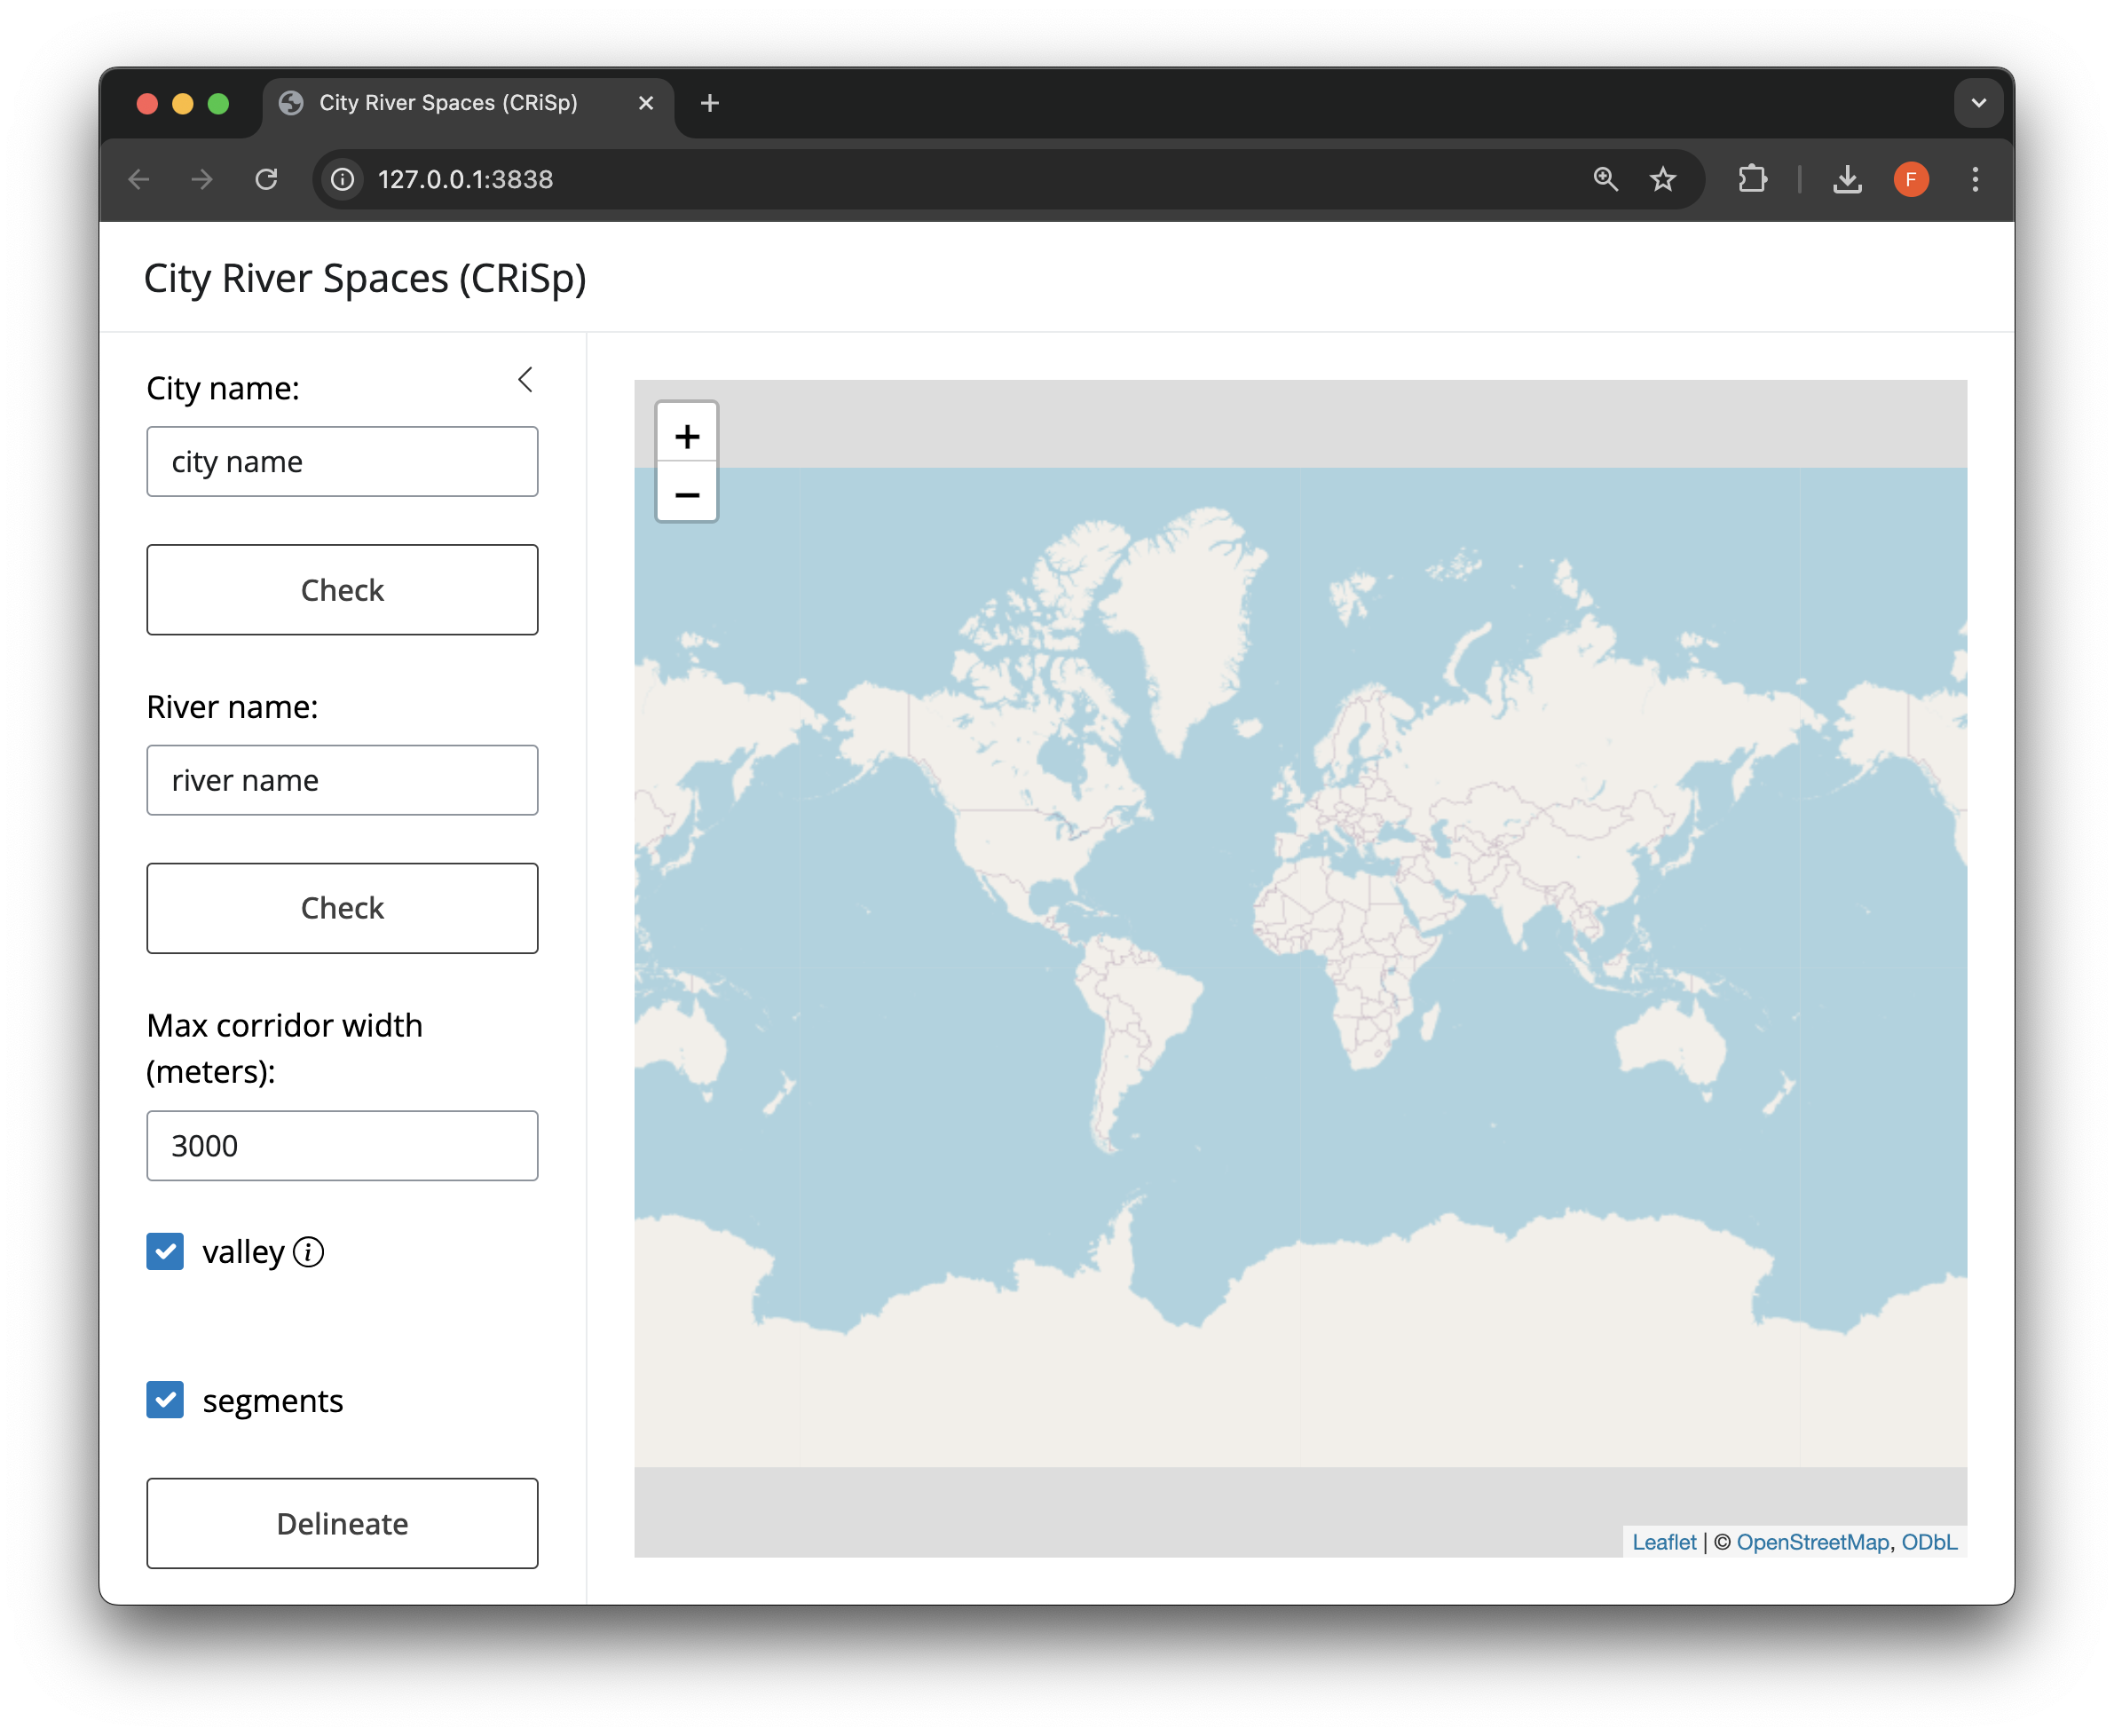 City River Spaces (CRiSp)
127.0.0.1:3838
F
City River Spaces (CRiSp)
City name:
city name
Check
River name:
river name
Check
Max corridor width
(meters):
3000
valley
segments
Delineate
+
−
Leaflet | © OpenStreetMap, ODbL